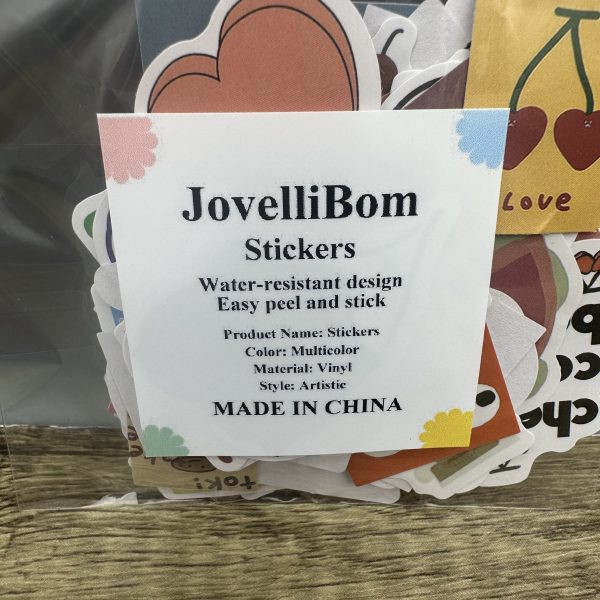 JovelliBom
Stickers
Water-resistant design
Easy peel and stick
Product Name: Stickers
Color: Multicolor
Material: Vinyl
Style: Artistic
MADE IN CHINA
LOVE
tok!